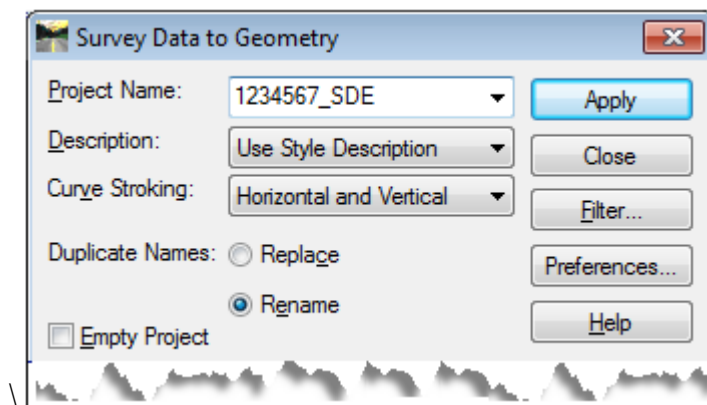 Survey Data to Geometry
Project Name: 1234567_SDE Apply
Description: Use Style Description Close
Curve Stroking: Horizontal and Vertical Filter...
Duplicate Names: Replace Preferences...
Rename Help
Empty Project
\